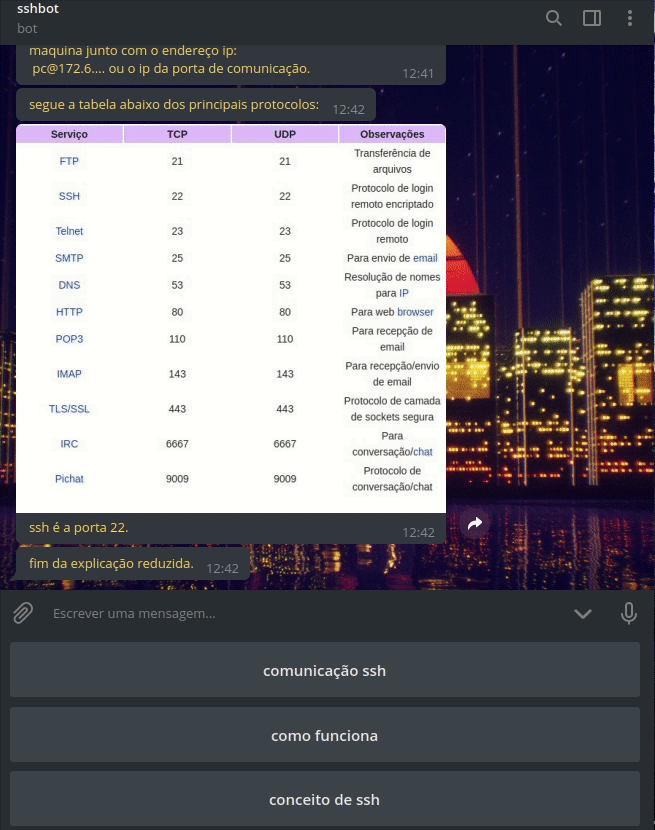 sshbot
bot
maquina junto com o endereço ip:
pc@172.6.... ou o ip da porta de comunicação.
12:41
segue a tabela abaixo dos principais protocolos:
12:42
Serviço TCP UDP Observações
FTP 21 21 Transferência de
arquivos
SSH 22 22 Protocolo de login
remoto encriptado
Telnet 23 23 Protocolo de login
remoto
SMTP 25 25 Para envio de email
DNS 53 53 Resolução de nomes
para IP
HTTP 80 80 Para web browser
POP3 110 110 Para recepção de
email
IMAP 143 143 Para recepção/envio
de email
TLS/SSL 443 443 Protocolo de camada
de sockets segura
IRC 6667 6667 Para
conversação/chat
Pichat 9009 9009 Protocolo de
conversação/chat
ssh é a porta 22.
12:42
fim da explicação reduzida.
12:42
Escrever uma mensagem...
comunicação ssh
como funciona
conceito de ssh